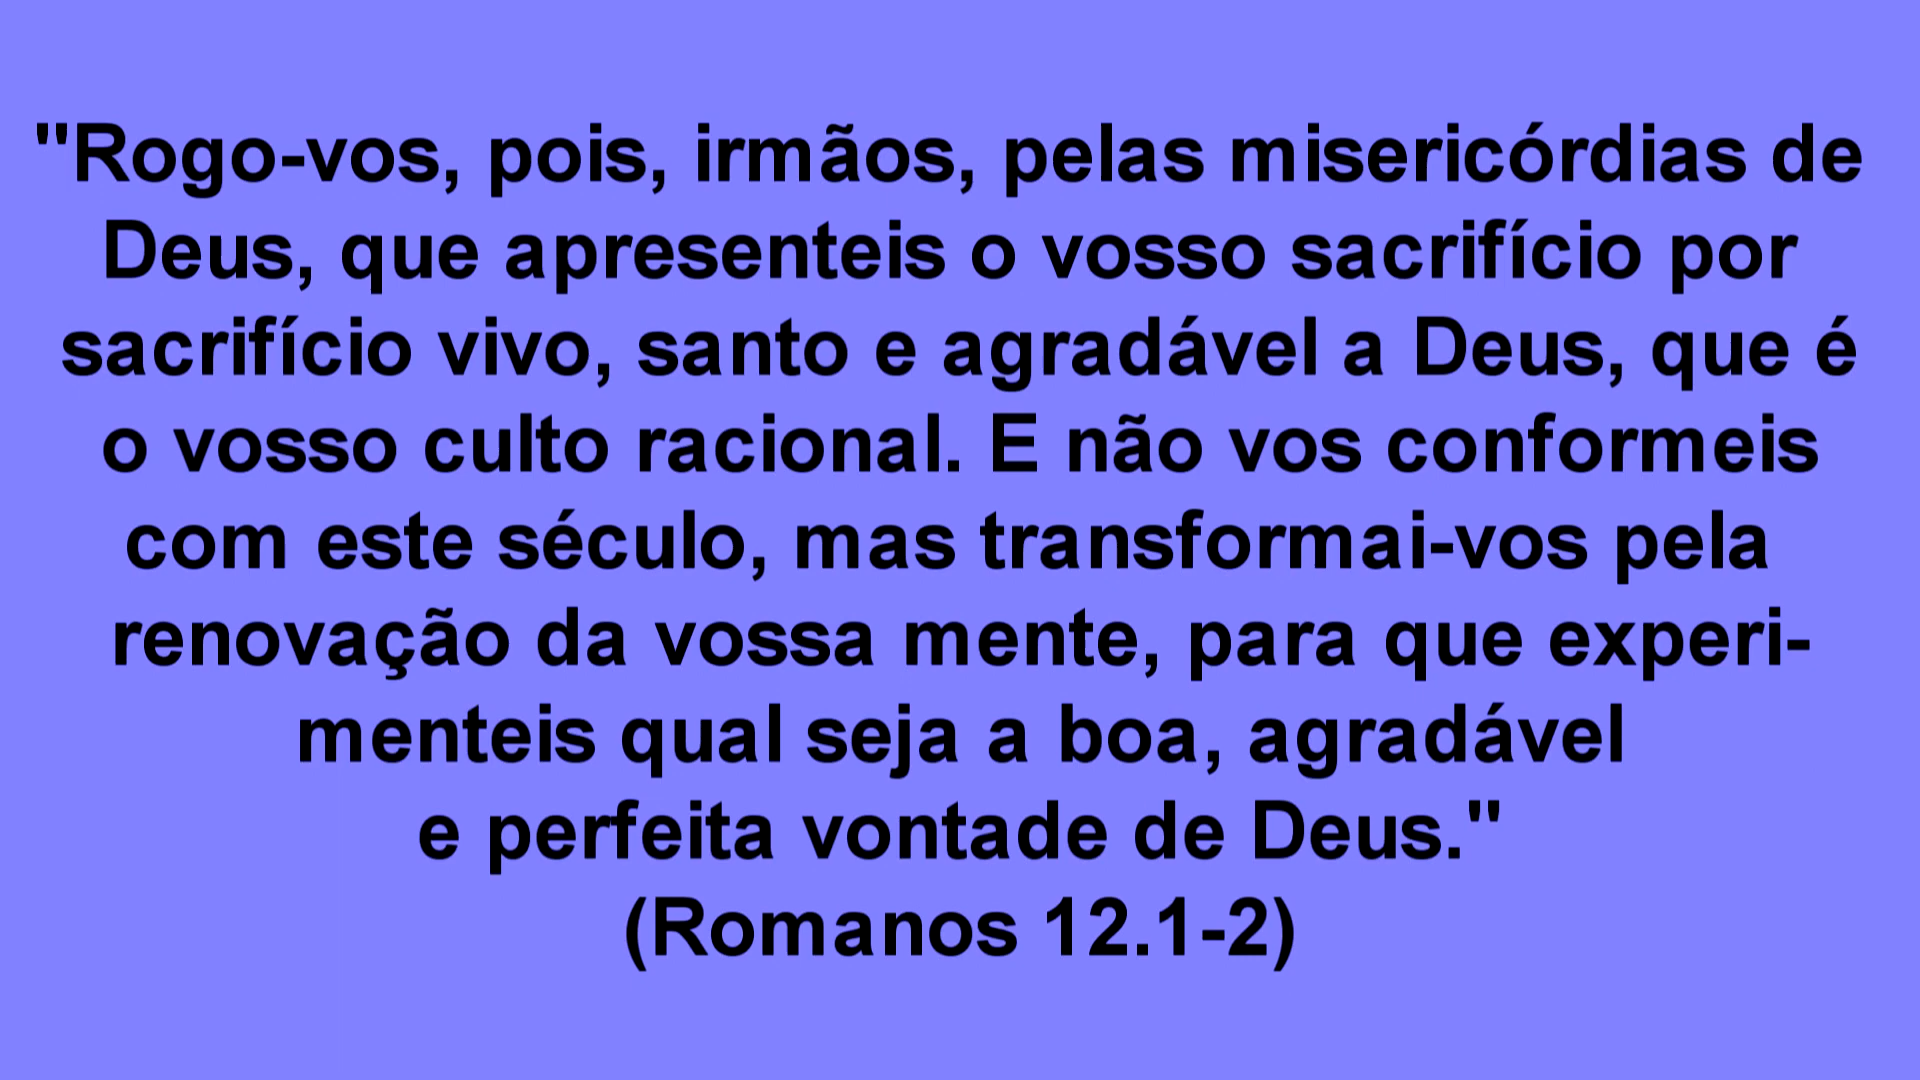 "Rogo-vos, pois, irmãos, pelas misericórdias de
Deus, que apresenteis o vosso sacrifício por
sacrifício vivo, santo e agradável a Deus, que é
o vosso culto racional. E não vos conformeis
com este século, mas transformai-vos pela
renovação da vossa mente, para que experi-
menteis qual seja a boa, agradável
e perfeita vontade de Deus."
(Romanos 12.1-2)